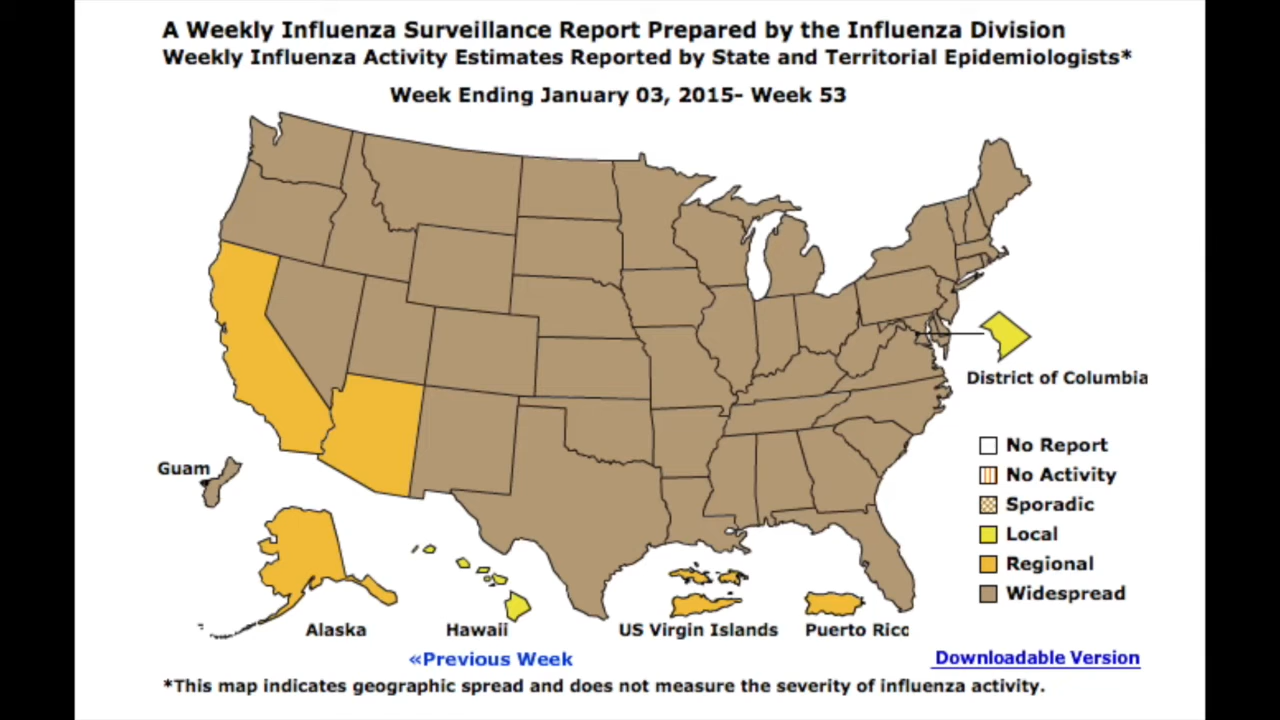 A Weekly Influenza Surveillance Report Prepared by the Influenza Division
Weekly Influenza Activity Estimates Reported by State and Territorial Epidemiologists*
Week Ending January 03, 2015- Week 53
District of Columbia
No Report
No Activity
Sporadic
Local
Regional
Widespread
Guam
Alaska
Hawaii
US Virgin Islands
Puerto Rico
«Previous Week
Downloadable Version
*This map indicates geographic spread and does not measure the severity of influenza activity.